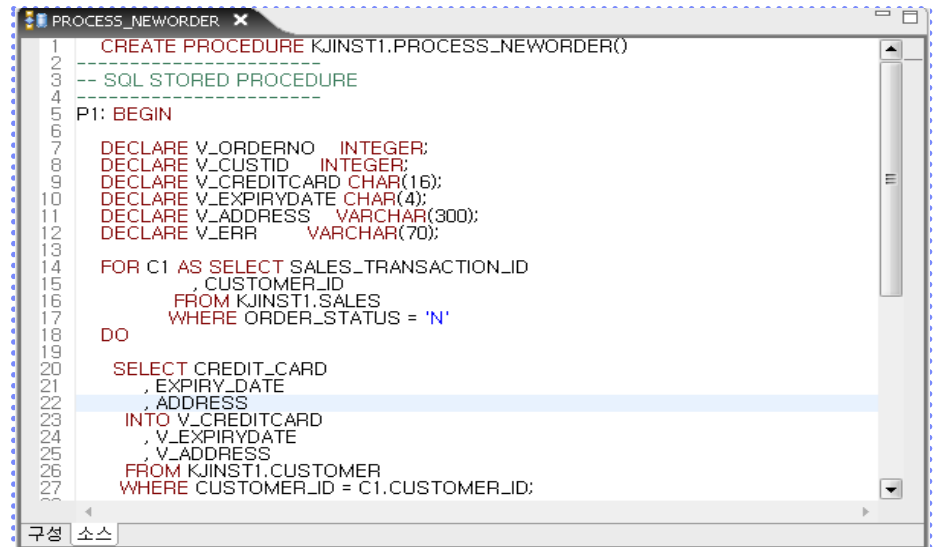 PROCESS_NEWORDER
1 CREATE PROCEDURE KJINST1.PROCESS_NEWORDER()
2 -----------------------
3 -- SQL STORED PROCEDURE
4 -----------------------
5 P1: BEGIN
6
7 DECLARE V_ORDERNO INTEGER;
8 DECLARE V_CUSTID INTEGER;
9 DECLARE V_CREDITCARD CHAR(16);
10 DECLARE V_EXPIRYDATE CHAR(4);
11 DECLARE V_ADDRESS VARCHAR(300);
12 DECLARE V_ERR VARCHAR(70);
13
14 FOR C1 AS SELECT SALES_TRANSACTION_ID
15 , CUSTOMER_ID
16 FROM KJINST1.SALES
17 WHERE ORDER_STATUS = 'N'
18 DO
19
20 SELECT CREDIT_CARD
21 , EXPIRY_DATE
22 , ADDRESS
23 INTO V_CREDITCARD
24 , V_EXPIRYDATE
25 , V_ADDRESS
26 FROM KJINST1.CUSTOMER
27 WHERE CUSTOMER_ID = C1.CUSTOMER_ID;
구성 소스